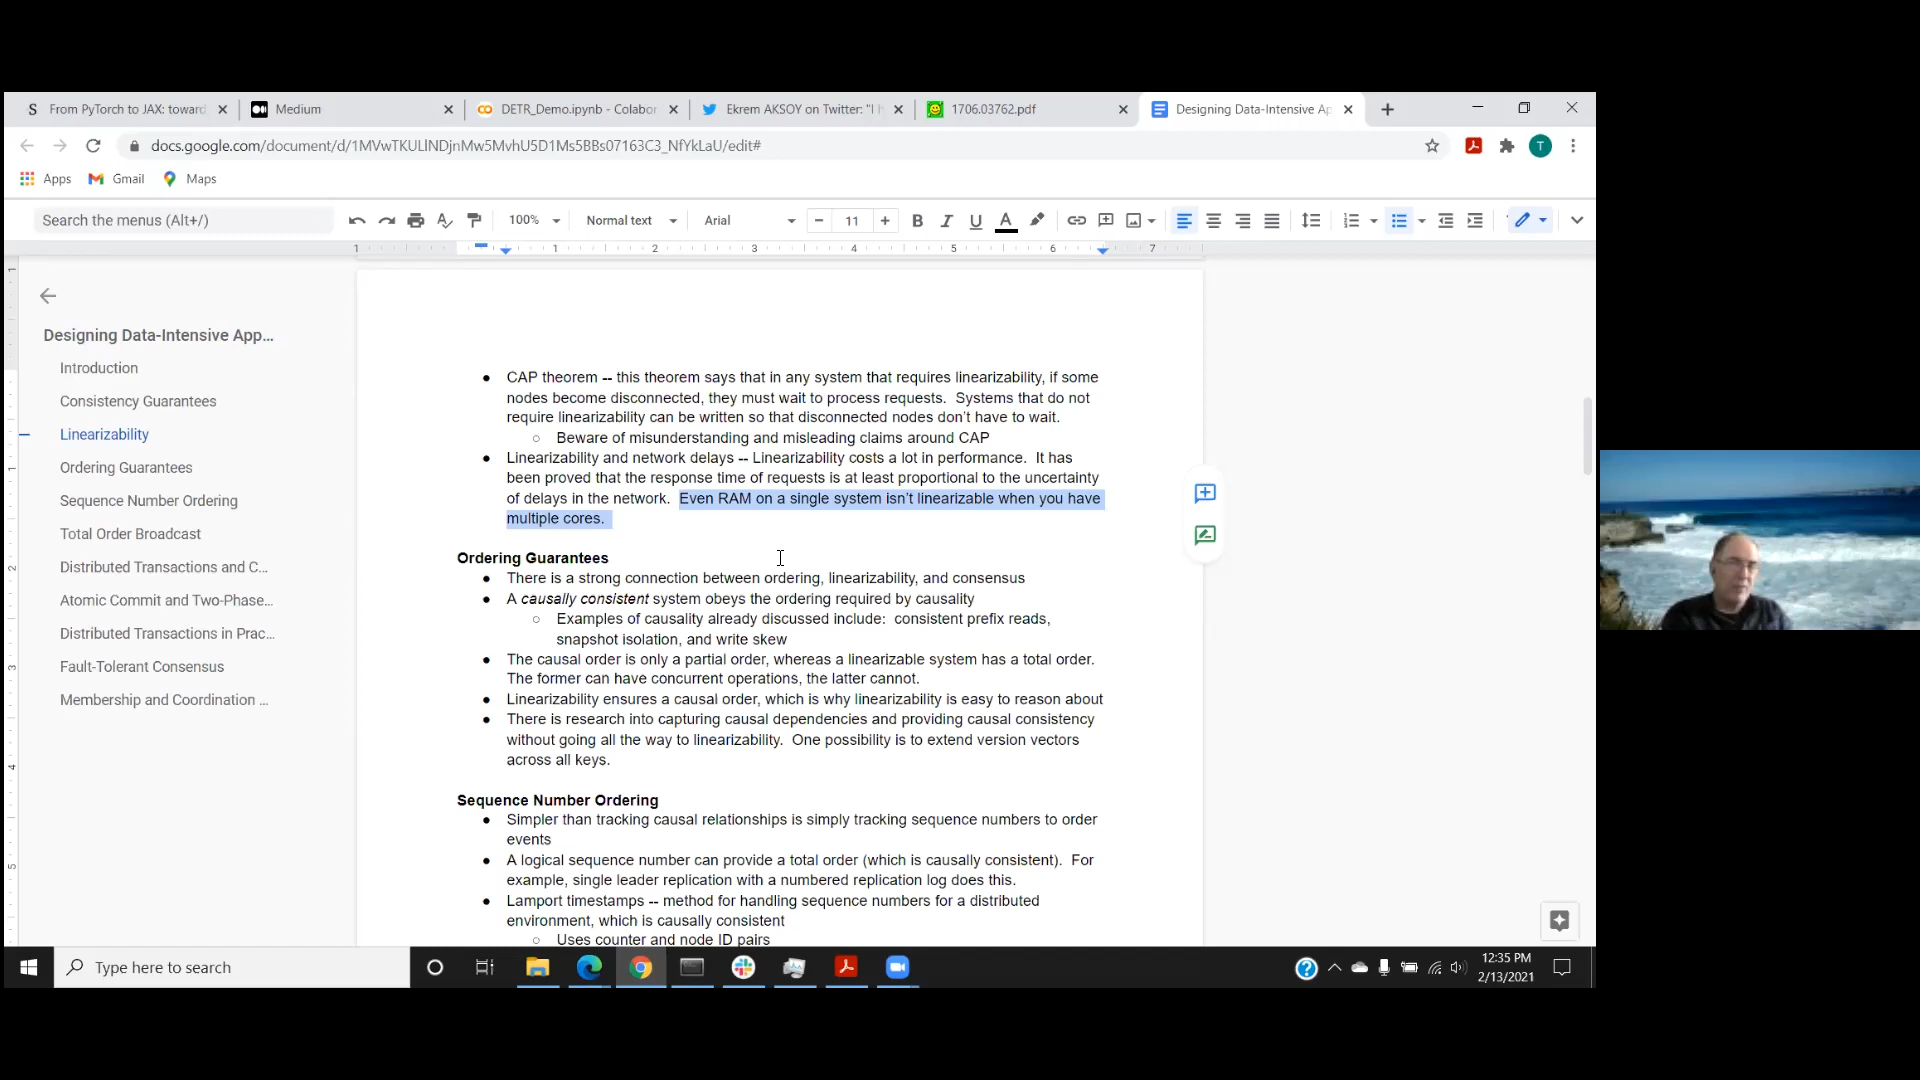 From PyTorch to JAX: toward
Medium
DETR_Demo.ipynb - Colabor
Ekrem AKSOY on Twitter: "I h
1706.03762.pdf
Designing Data-Intensive Ap
docs.google.com/document/d/1MVwTKULlNDjnMw5MvhU5D1Ms5BBs07163C3_NfYkLaU/edit#
T
Apps
Gmail
Maps
Search the menus (Alt+/)
100%
Normal text
Arial
11
B I U A
1 1 2 3 4 5 6 7
Designing Data-Intensive App...
Introduction
Consistency Guarantees
Linearizability
Ordering Guarantees
Sequence Number Ordering
Total Order Broadcast
Distributed Transactions and C...
Atomic Commit and Two-Phase...
Distributed Transactions in Prac...
Fault-Tolerant Consensus
Membership and Coordination ...
● CAP theorem -- this theorem says that in any system that requires linearizability, if some
nodes become disconnected, they must wait to process requests. Systems that do not
require linearizability can be written so that disconnected nodes don't have to wait.
○ Beware of misunderstanding and misleading claims around CAP
● Linearizability and network delays -- Linearizability costs a lot in performance. It has
been proved that the response time of requests is at least proportional to the uncertainty
of delays in the network. Even RAM on a single system isn't linearizable when you have
multiple cores.
Ordering Guarantees
● There is a strong connection between ordering, linearizability, and consensus
● A causally consistent system obeys the ordering required by causality
○ Examples of causality already discussed include: consistent prefix reads,
snapshot isolation, and write skew
● The causal order is only a partial order, whereas a linearizable system has a total order.
The former can have concurrent operations, the latter cannot.
● Linearizability ensures a causal order, which is why linearizability is easy to reason about
● There is research into capturing causal dependencies and providing causal consistency
without going all the way to linearizability. One possibility is to extend version vectors
across all keys.
Sequence Number Ordering
● Simpler than tracking causal relationships is simply tracking sequence numbers to order
events
● A logical sequence number can provide a total order (which is causally consistent). For
example, single leader replication with a numbered replication log does this.
● Lamport timestamps -- method for handling sequence numbers for a distributed
environment, which is causally consistent
○ Uses counter and node ID pairs
Type here to search
12:35 PM
2/13/2021